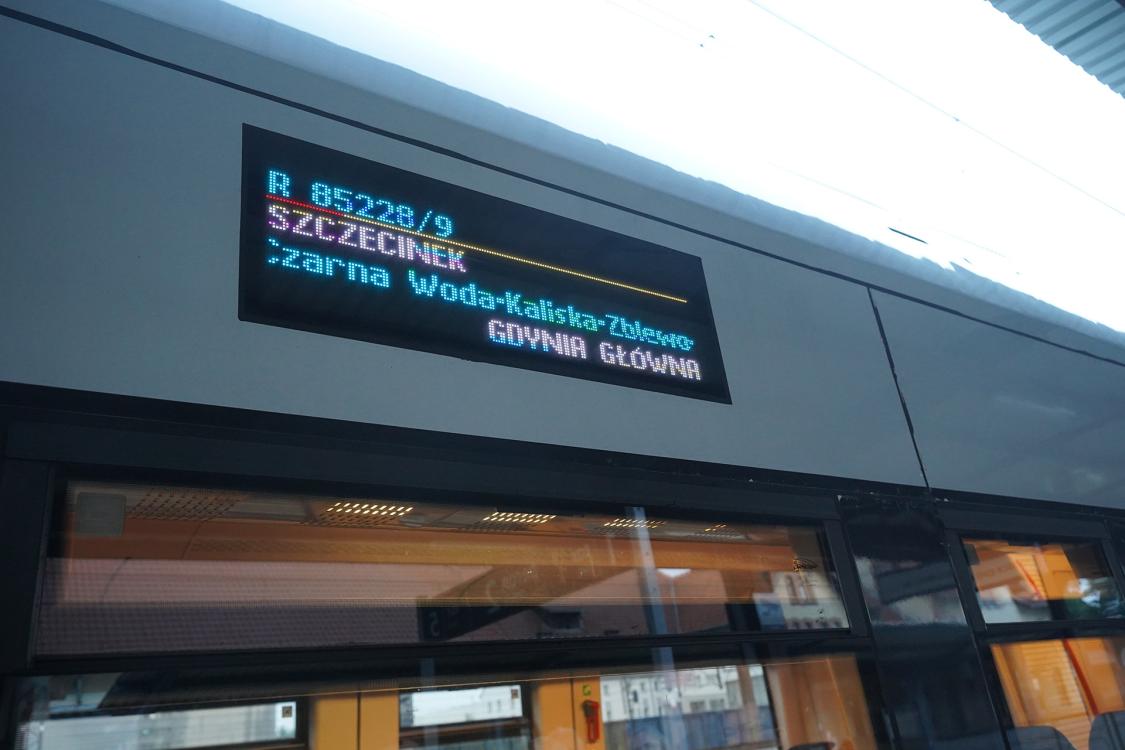 R 85228/9
SZCZECINEK
zarna Woda-Kaliska-Zblewo-
GDYNIA GŁÓWNA